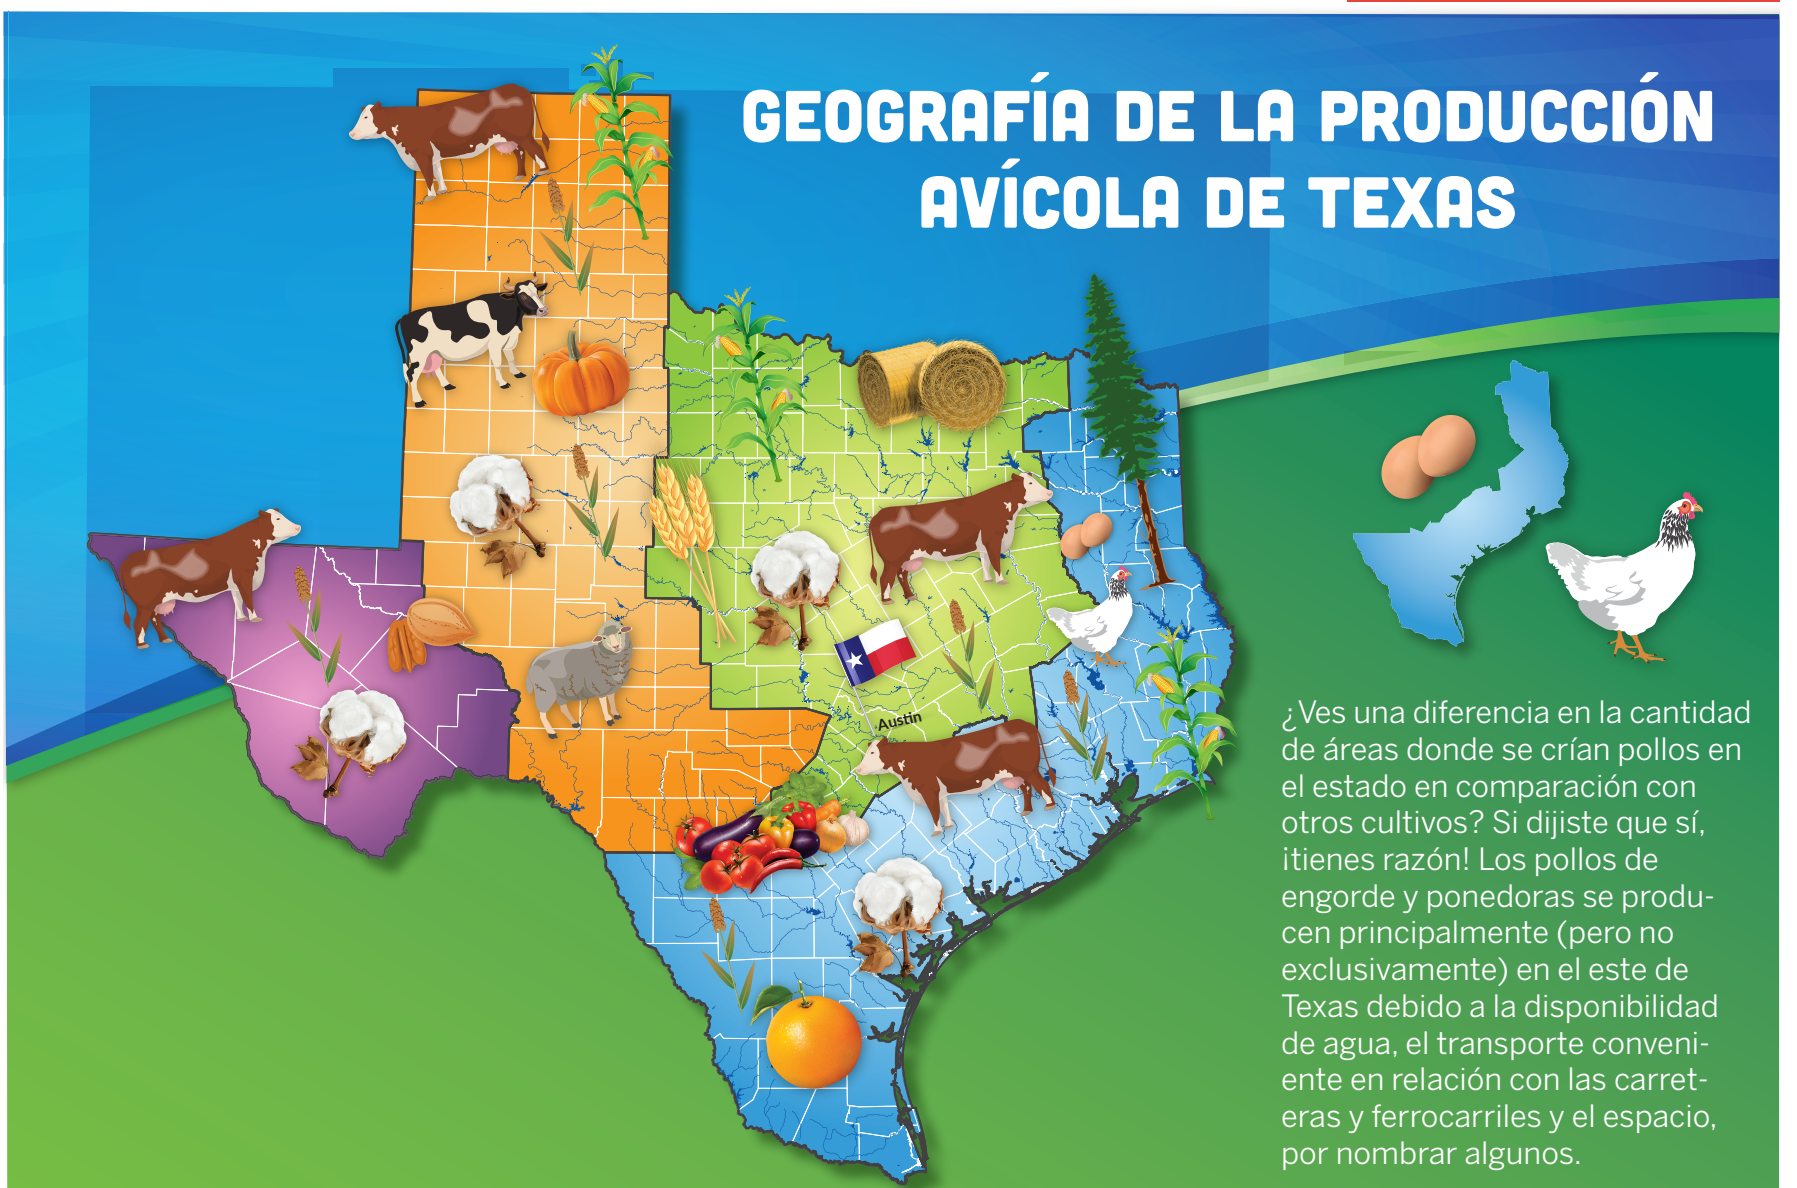 GEOGRAFÍA DE LA PRODUCCIÓN
AVÍCOLA DE TEXAS
Austin
¿Ves una diferencia en la cantidad
de áreas donde se crían pollos en
el estado en comparación con
otros cultivos? Si dijiste que sí,
¡tienes razón! Los pollos de
engorde y ponedoras se produ-
cen principalmente (pero no
exclusivamente) en el este de
Texas debido a la disponibilidad
de agua, el transporte conveni-
ente en relación con las carret-
eras y ferrocarriles y el espacio,
por nombrar algunos.